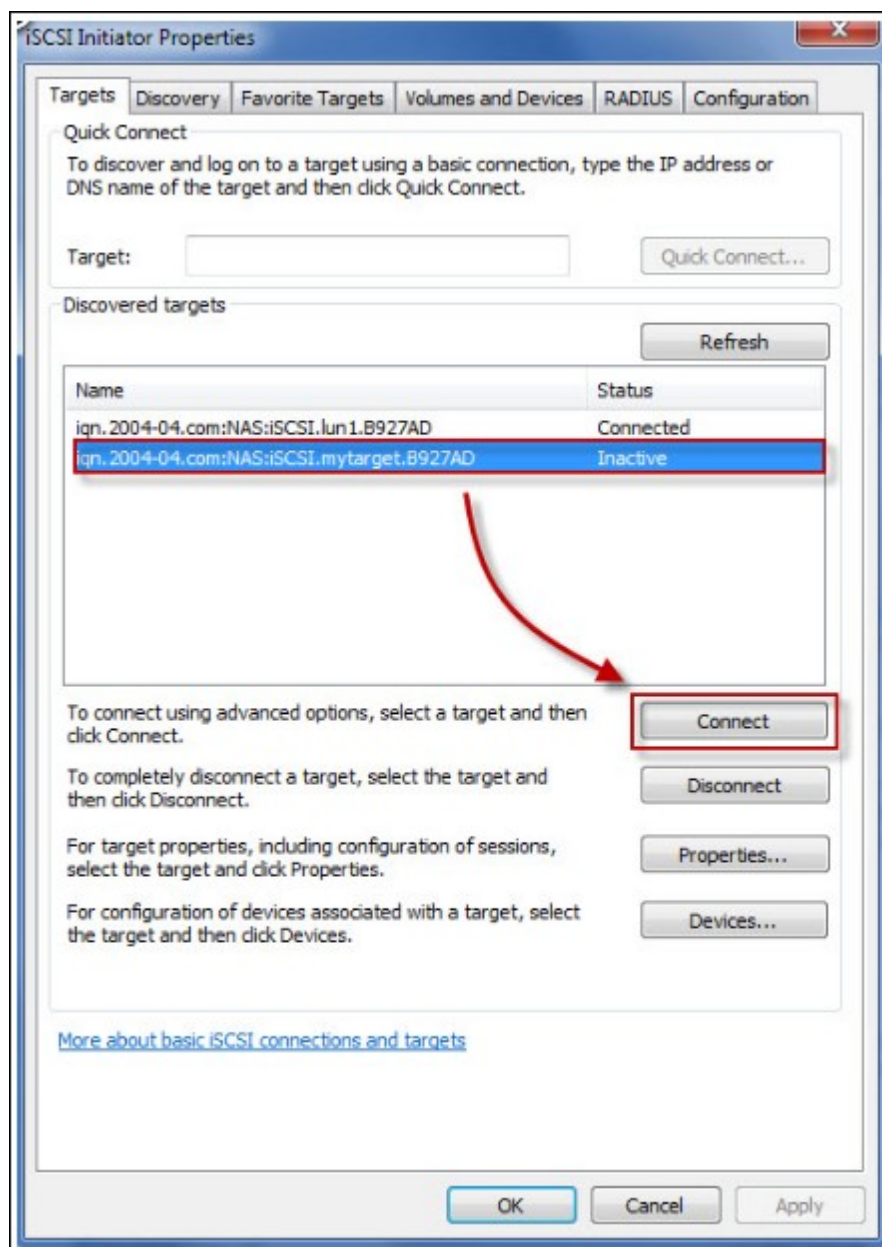 iSCSI Initiator Properties
Targets
Discovery
Favorite Targets
Volumes and Devices
RADIUS
Configuration
Quick Connect
To discover and log on to a target using a basic connection, type the IP address or
DNS name of the target and then click Quick Connect.
Target:
Quick Connect...
Discovered targets
Refresh
Name
Status
iqn.2004-04.com:NAS:iSCSI.lun1.B927AD
Connected
iqn.2004-04.com:NAS:iSCSI.mytarget.B927AD
Inactive
To connect using advanced options, select a target and then
click Connect.
Connect
To completely disconnect a target, select the target and
then click Disconnect.
Disconnect
For target properties, including configuration of sessions,
select the target and click Properties.
Properties...
For configuration of devices associated with a target, select
the target and then click Devices.
Devices...
More about basic iSCSI connections and targets
OK
Cancel
Apply